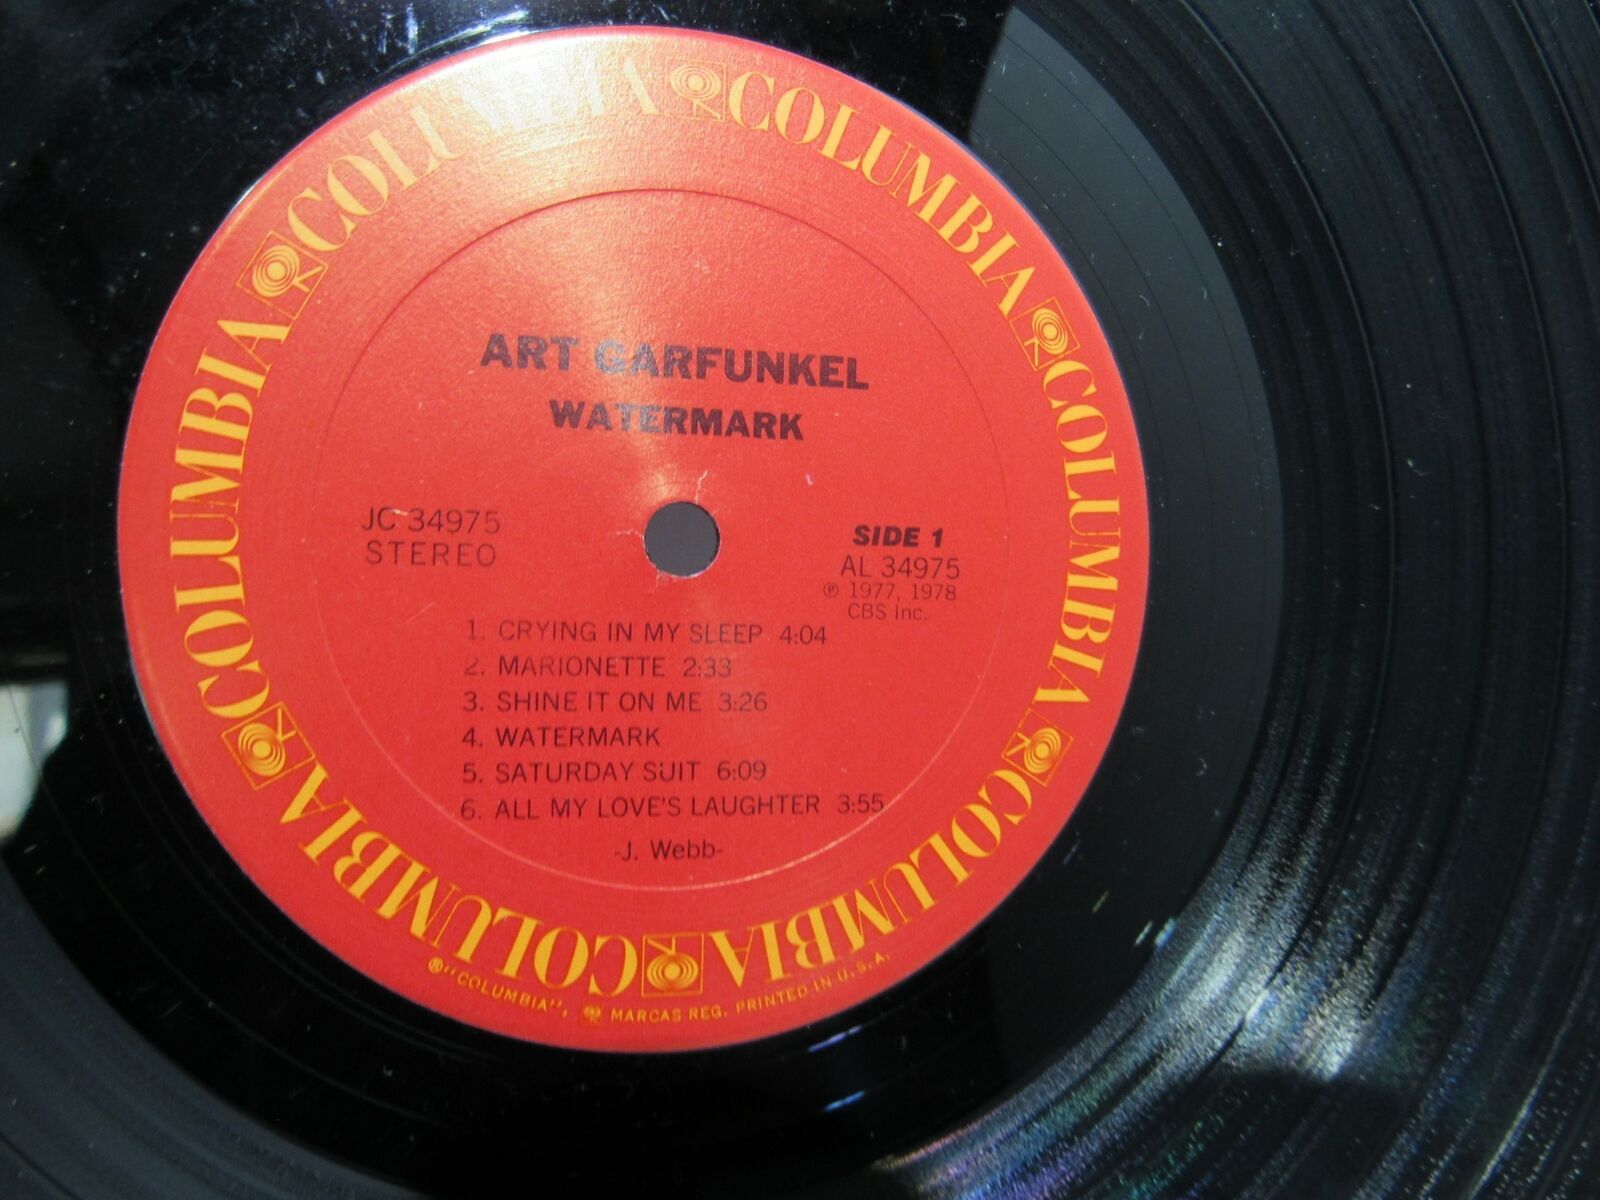 COLUMBIA COLUMBIA COLUMBIA COLUMBIA COLUMBIA COLUMBIA COLUMBIA
ART GARFUNKEL
WATERMARK
JC 34975
STEREO
SIDE 1
AL 34975
℗ 1977, 1978
CBS Inc.
1. CRYING IN MY SLEEP 4:04
2. MARIONETTE 2:33
3. SHINE IT ON ME 3:26
4. WATERMARK
5. SATURDAY SUIT 6:09
6. ALL MY LOVE'S LAUGHTER 3:55
-J. Webb-
®"COLUMBIA", MARCAS REG. PRINTED IN U.S.A.